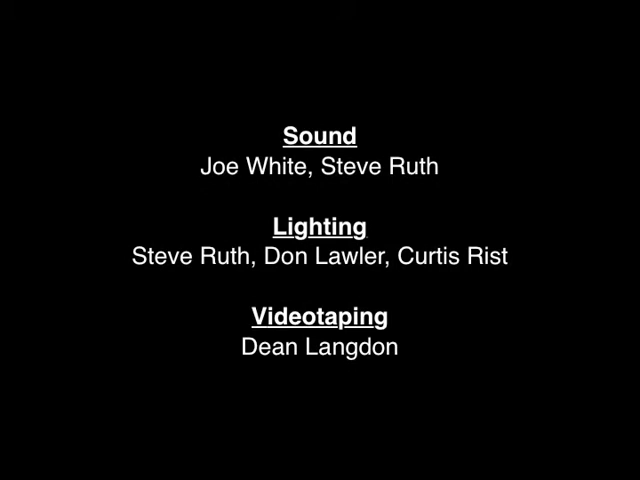 Sound
Joe White, Steve Ruth
Lighting
Steve Ruth, Don Lawler, Curtis Rist
Videotaping
Dean Langdon